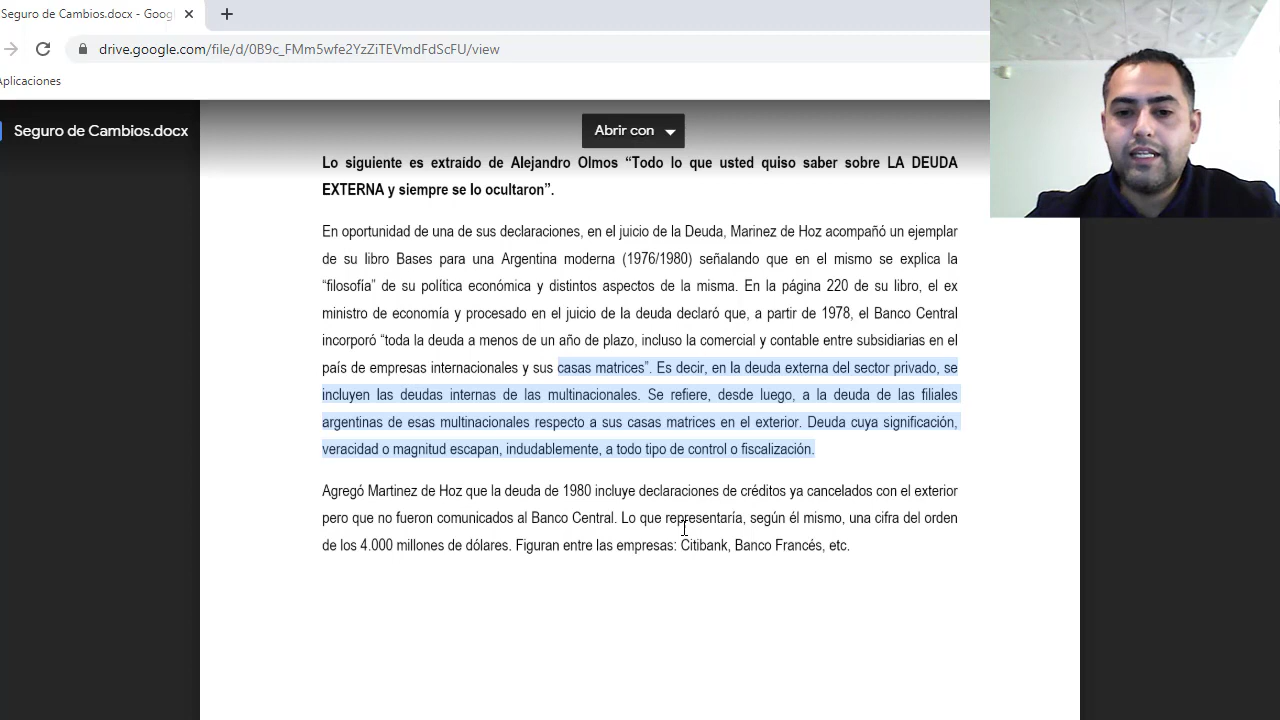 Seguro de Cambios.docx - Goog
drive.google.com/file/d/0B9c_FMm5wfe2YzZiTEVmdFdScFU/view
Aplicaciones
Seguro de Cambios.docx
Abrir con
Lo siguiente es extraído de Alejandro Olmos “Todo lo que usted quiso saber sobre LA DEUDA
EXTERNA y siempre se lo ocultaron”.
En oportunidad de una de sus declaraciones, en el juicio de la Deuda, Marinez de Hoz acompañó un ejemplar
de su libro Bases para una Argentina moderna (1976/1980) señalando que en el mismo se explica la
“filosofía” de su política económica y distintos aspectos de la misma. En la página 220 de su libro, el ex
ministro de economía y procesado en el juicio de la deuda declaró que, a partir de 1978, el Banco Central
incorporó “toda la deuda a menos de un año de plazo, incluso la comercial y contable entre subsidiarias en el
país de empresas internacionales y sus casas matrices”. Es decir, en la deuda externa del sector privado, se
incluyen las deudas internas de las multinacionales. Se refiere, desde luego, a la deuda de las filiales
argentinas de esas multinacionales respecto a sus casas matrices en el exterior. Deuda cuya significación,
veracidad o magnitud escapan, indudablemente, a todo tipo de control o fiscalización.
Agregó Martinez de Hoz que la deuda de 1980 incluye declaraciones de créditos ya cancelados con el exterior
pero que no fueron comunicados al Banco Central. Lo que representaría, según él mismo, una cifra del orden
de los 4.000 millones de dólares. Figuran entre las empresas: Citibank, Banco Francés, etc.